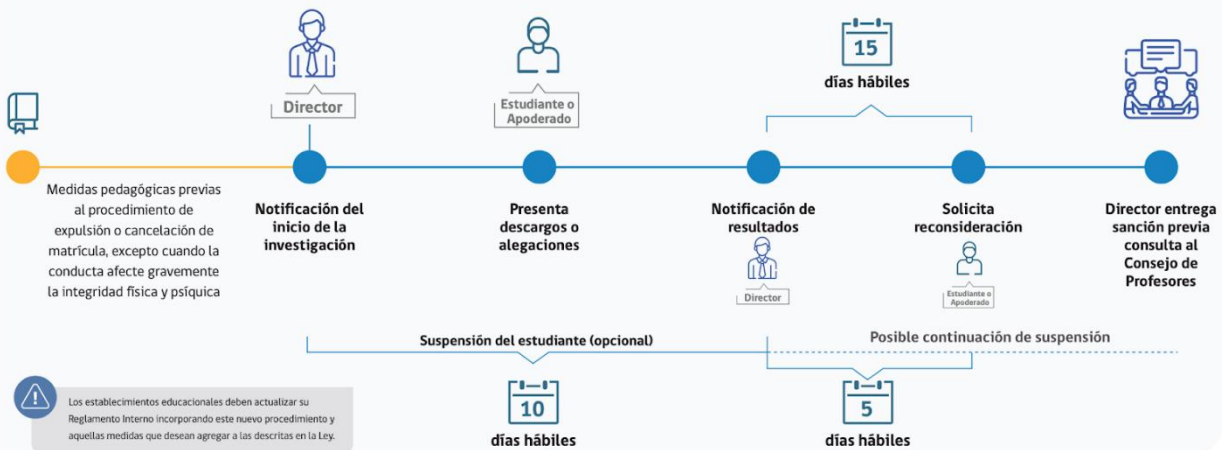 15
días hábiles
Director
Estudiante o
Apoderado
Medidas pedagógicas previas
al procedimiento de
expulsión o cancelación de
matrícula, excepto cuando la
conducta afecte gravemente
la integridad física y psíquica
Notificación del
inicio de la
investigación
Presenta
descargos o
alegaciones
Notificación de
resultados
Director
Solicita
reconsideración
Estudiante o
Apoderado
Director entrega
sanción previa
consulta al
Consejo de
Profesores
Suspensión del estudiante (opcional)
Posible continuación de suspensión
10
días hábiles
5
días hábiles
Los establecimientos educacionales deben actualizar su
Reglamento Interno incorporando este nuevo procedimiento y
aquellas medidas que desean agregar a las descritas en la Ley.